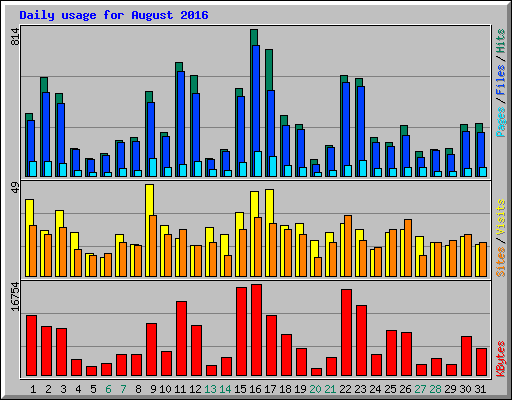 Daily usage for August 2016
814
Pages / Files / Hits
49
Sites / Visits
16754
KBytes
1 2 3 4 5 6 7 8 9 10 11 12 13 14 15 16 17 18 19 20 21 22 23 24 25 26 27 28 29 30 31